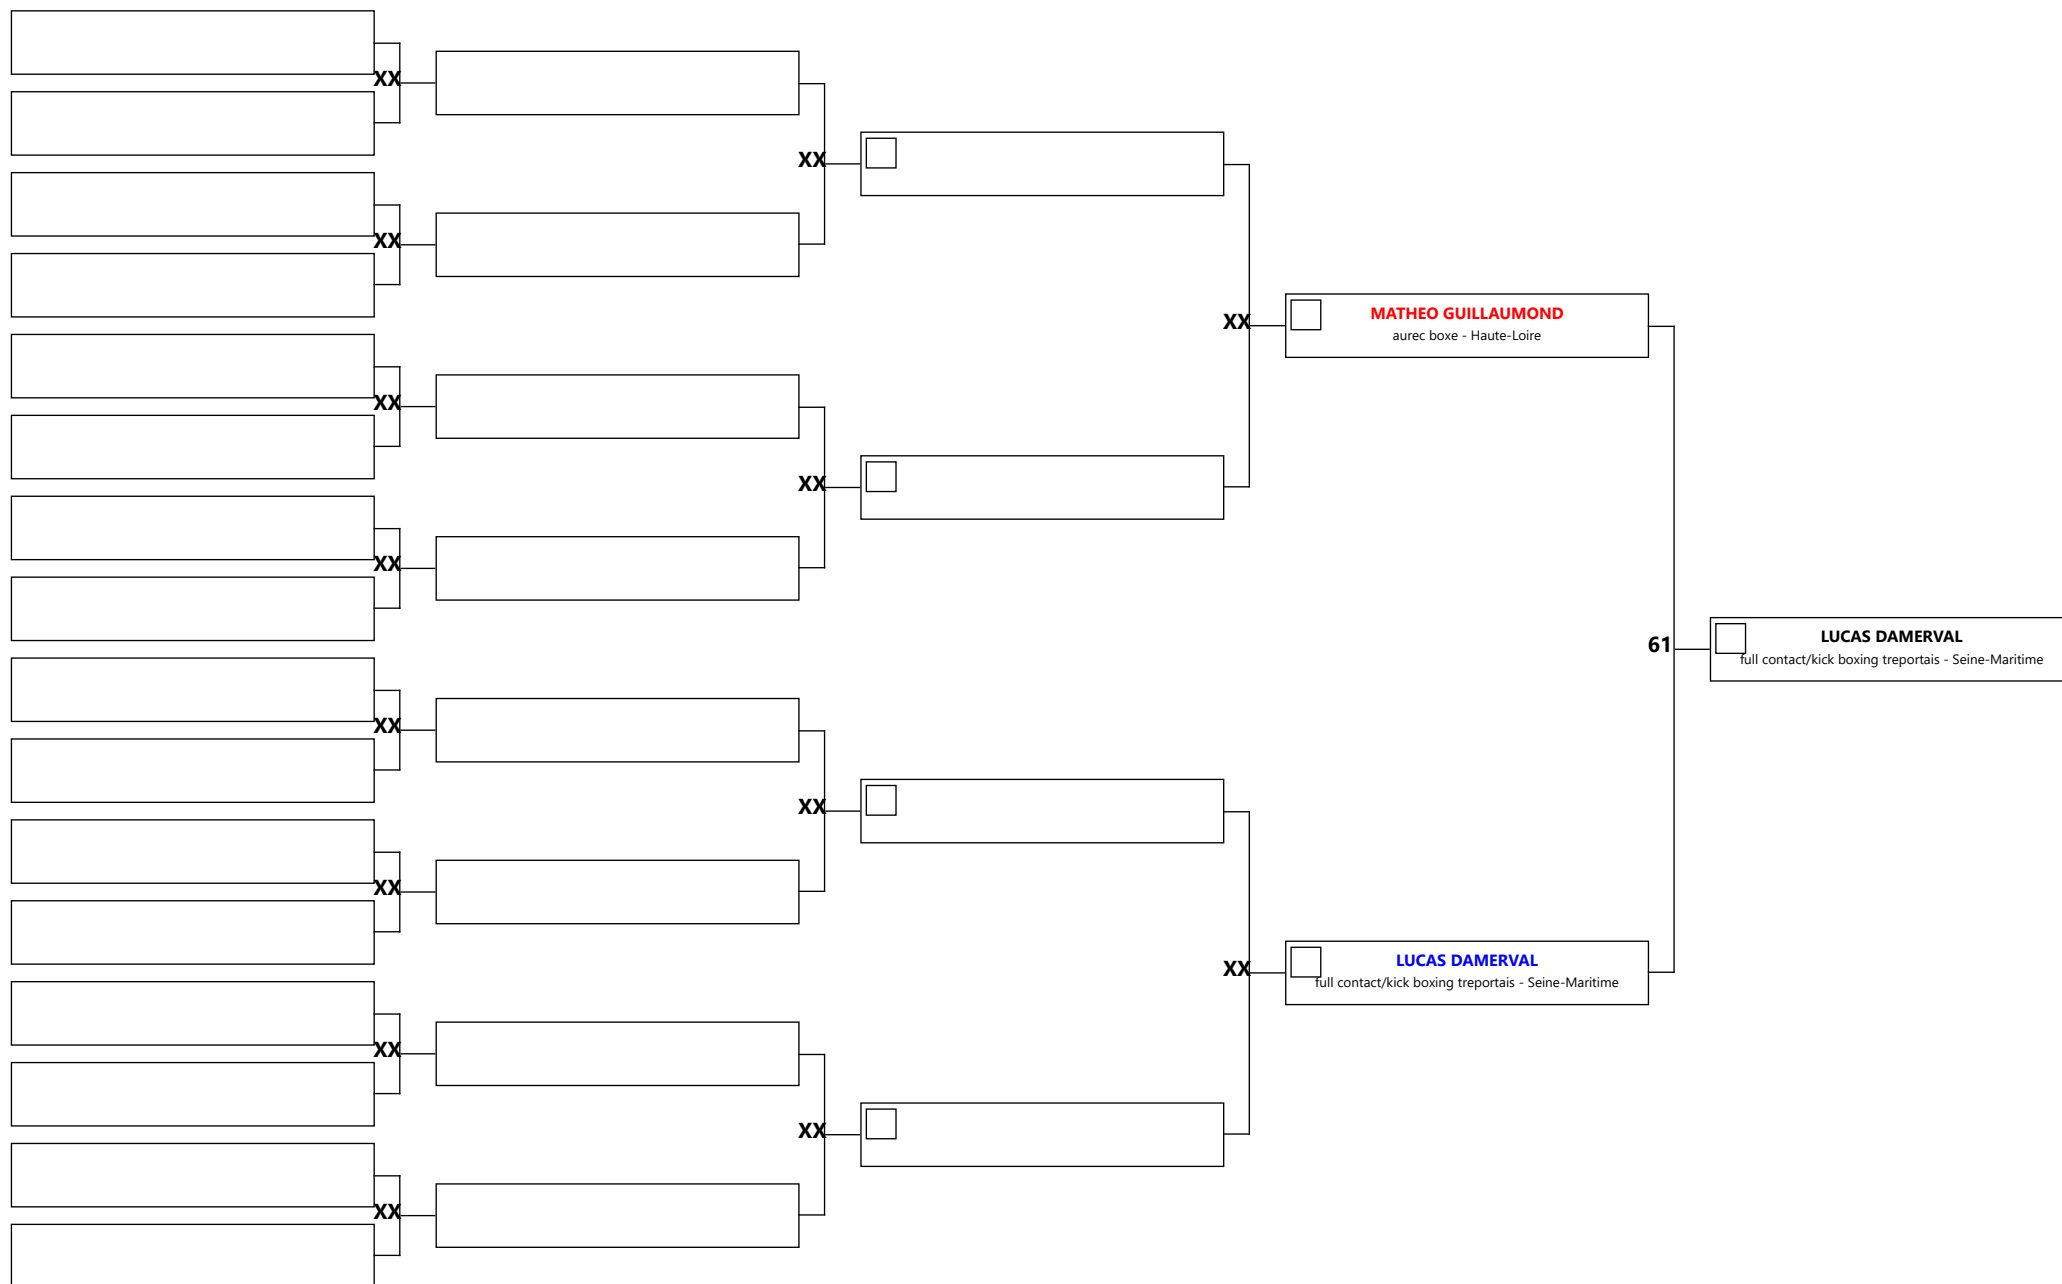 XX
XX
XX
XX
XX
XX
XX
XX
XX
XX
XX
XX
XX
MATHEO GUILLAUMOND
aurec boxe - Haute-Loire
XX
LUCAS DAMERVAL
full contact/kick boxing treportais - Seine-Maritime
61
LUCAS DAMERVAL
full contact/kick boxing treportais - Seine-Maritime